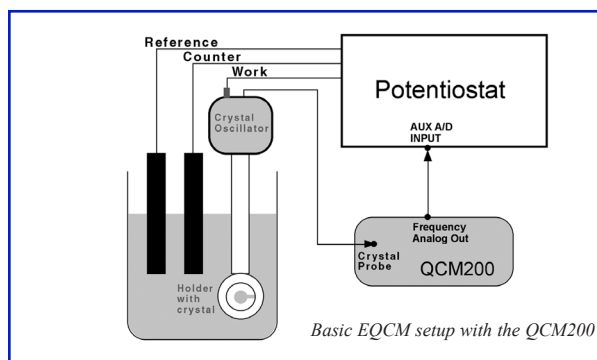 Reference
Counter
Work
Potentiostat
Crystal
Oscillator
AUX A/D
INPUT
Frequency
Analog Out
Crystal
Probe
QCM200
Holder
with
crystal
Basic EQCM setup with the QCM200